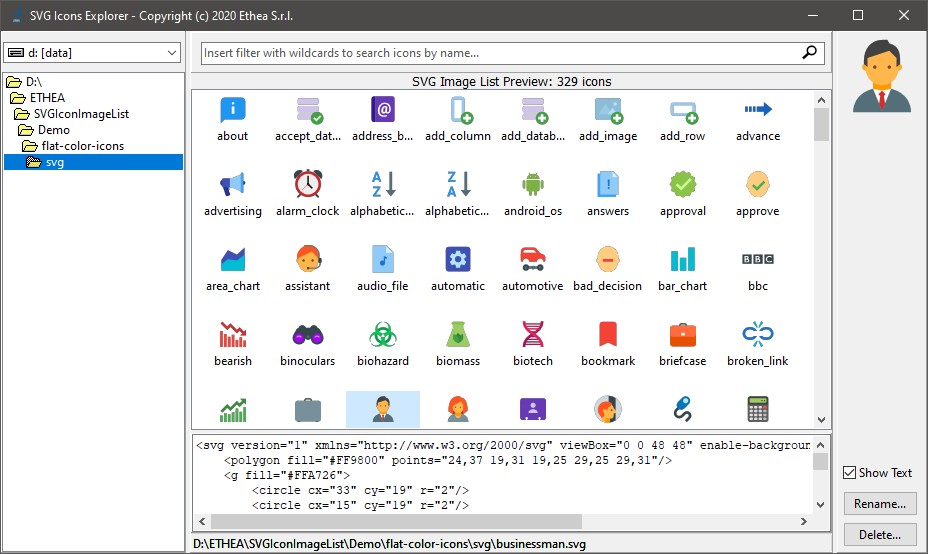 SVG Icons Explorer - Copyright (c) 2020 Ethea S.r.l.
d: [data]
Insert filter with wildcards to search icons by name...
SVG Image List Preview: 329 icons
D:\
ETHEA
SVGIconImageList
Demo
flat-color-icons
svg
about accept_dat... address_b... add_column add_datab... add_image add_row advance
A Z Z A
advertising alarm_clock alphabetic... alphabetic... android_os answers approval approve
BBC
area_chart assistant audio_file automatic automotive bad_decision bar_chart bbc
bearish binoculars biohazard biomass biotech bookmark briefcase broken_link
<svg version="1" xmlns="http://www.w3.org/2000/svg" viewBox="0 0 48 48" enable-backgroun
<polygon fill="#FF9800" points="24,37 19,31 19,25 29,25 29,31"/>
<g fill="#FFA726">
<circle cx="33" cy="19" r="2"/>
<circle cx="15" cy="19" r="2"/>
D:\ETHEA\SVGIconImageList\Demo\flat-color-icons\svg\businessman.svg
Show Text
Rename...
Delete...